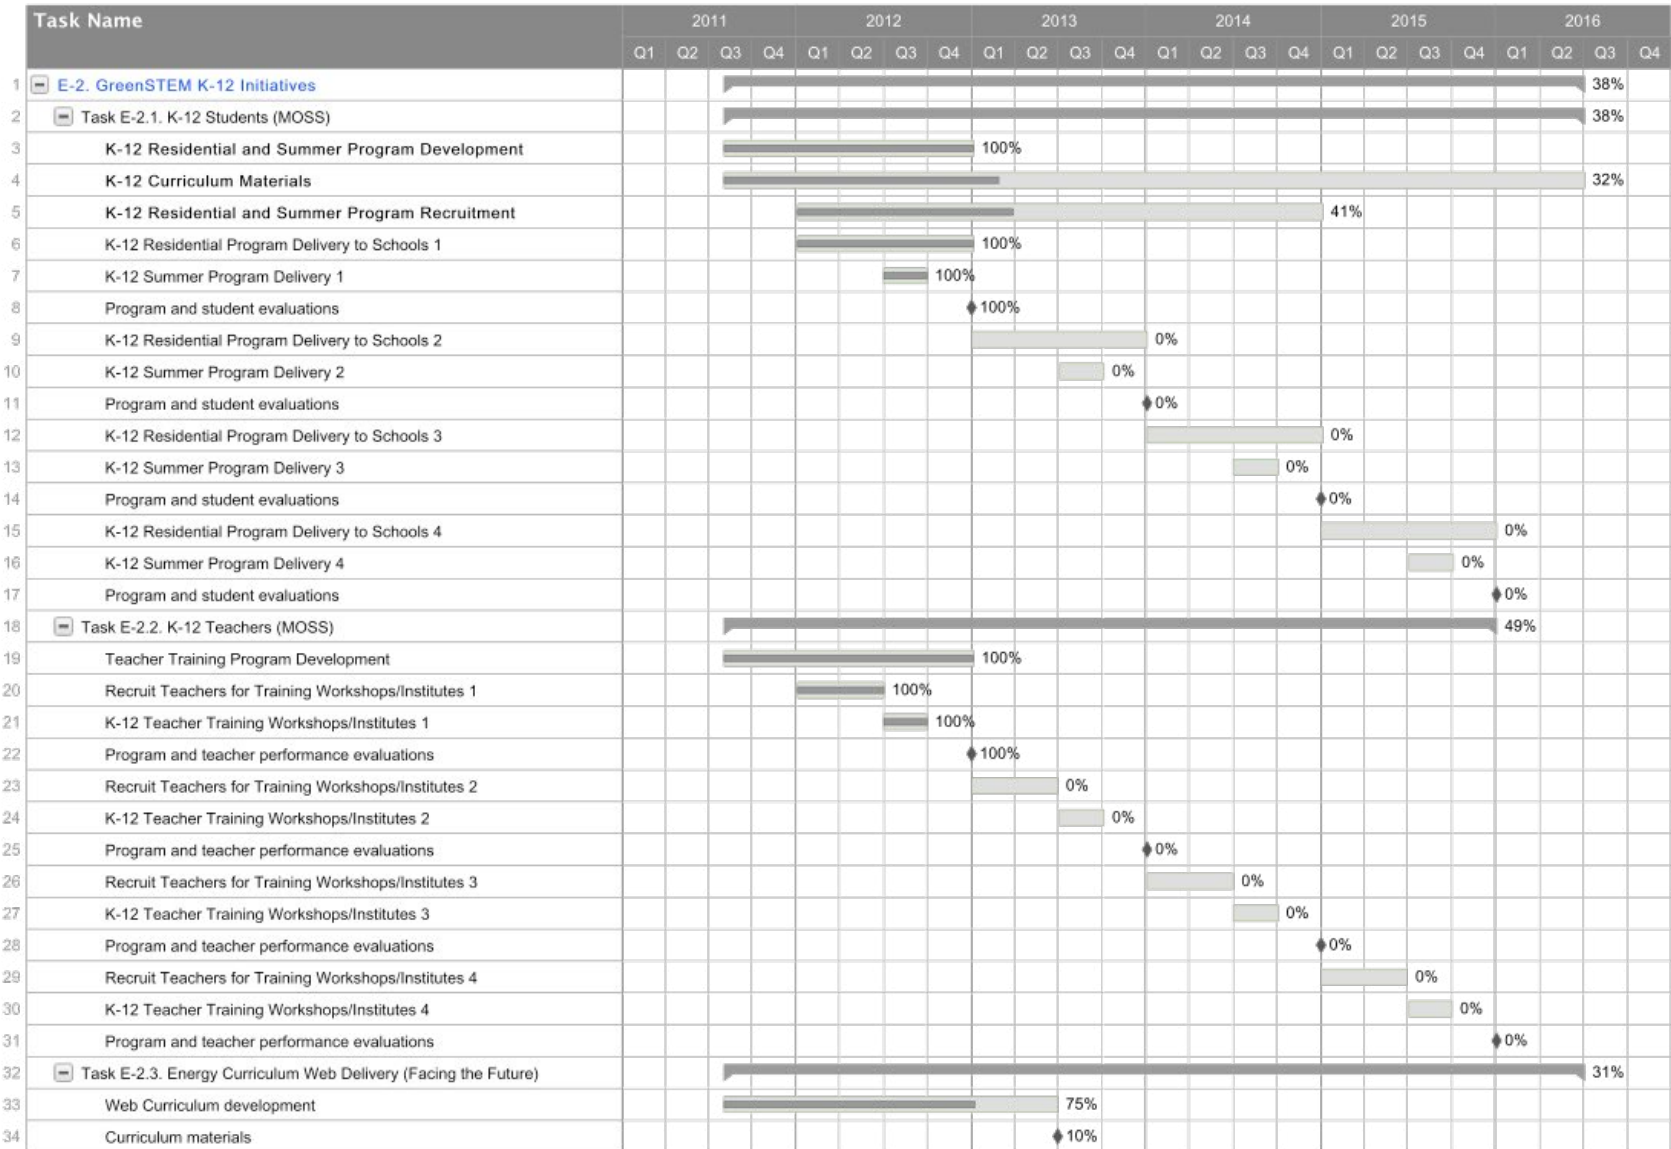 Task Name 2011 2012 2013 2014 2015 2016
Q1 Q2 Q3 Q4 Q1 Q2 Q3 Q4 Q1 Q2 Q3 Q4 Q1 Q2 Q3 Q4 Q1 Q2 Q3 Q4 Q1 Q2 Q3 Q4
1 E-2. GreenSTEM K-12 Initiatives 38%
2 Task E-2.1. K-12 Students (MOSS) 38%
3 K-12 Residential and Summer Program Development 100%
4 K-12 Curriculum Materials 32%
5 K-12 Residential and Summer Program Recruitment 41%
6 K-12 Residential Program Delivery to Schools 1 100%
7 K-12 Summer Program Delivery 1 100%
8 Program and student evaluations 100%
9 K-12 Residential Program Delivery to Schools 2 0%
10 K-12 Summer Program Delivery 2 0%
11 Program and student evaluations 0%
12 K-12 Residential Program Delivery to Schools 3 0%
13 K-12 Summer Program Delivery 3 0%
14 Program and student evaluations 0%
15 K-12 Residential Program Delivery to Schools 4 0%
16 K-12 Summer Program Delivery 4 0%
17 Program and student evaluations 0%
18 Task E-2.2. K-12 Teachers (MOSS) 49%
19 Teacher Training Program Development 100%
20 Recruit Teachers for Training Workshops/Institutes 1 100%
21 K-12 Teacher Training Workshops/Institutes 1 100%
22 Program and teacher performance evaluations 100%
23 Recruit Teachers for Training Workshops/Institutes 2 0%
24 K-12 Teacher Training Workshops/Institutes 2 0%
25 Program and teacher performance evaluations 0%
26 Recruit Teachers for Training Workshops/Institutes 3 0%
27 K-12 Teacher Training Workshops/Institutes 3 0%
28 Program and teacher performance evaluations 0%
29 Recruit Teachers for Training Workshops/Institutes 4 0%
30 K-12 Teacher Training Workshops/Institutes 4 0%
31 Program and teacher performance evaluations 0%
32 Task E-2.3. Energy Curriculum Web Delivery (Facing the Future) 31%
33 Web Curriculum development 75%
34 Curriculum materials 10%